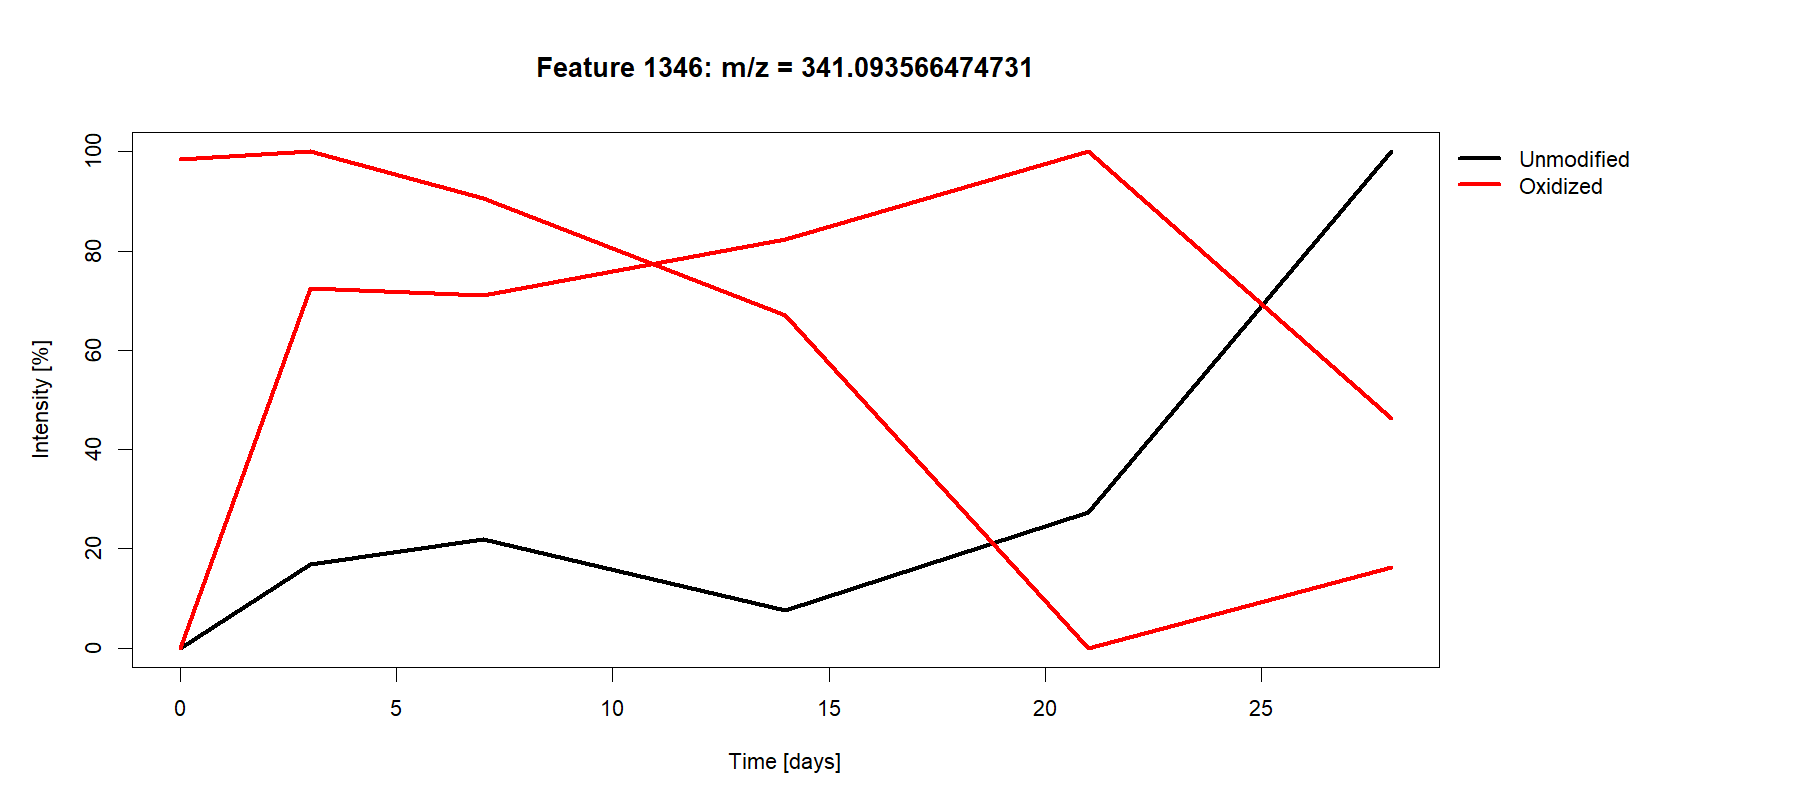 Feature 1346: m/z = 341.093566474731
Unmodified
Oxidized
100
80
60
40
20
0
Intensity [%]
0 5 10 15 20 25
Time [days]